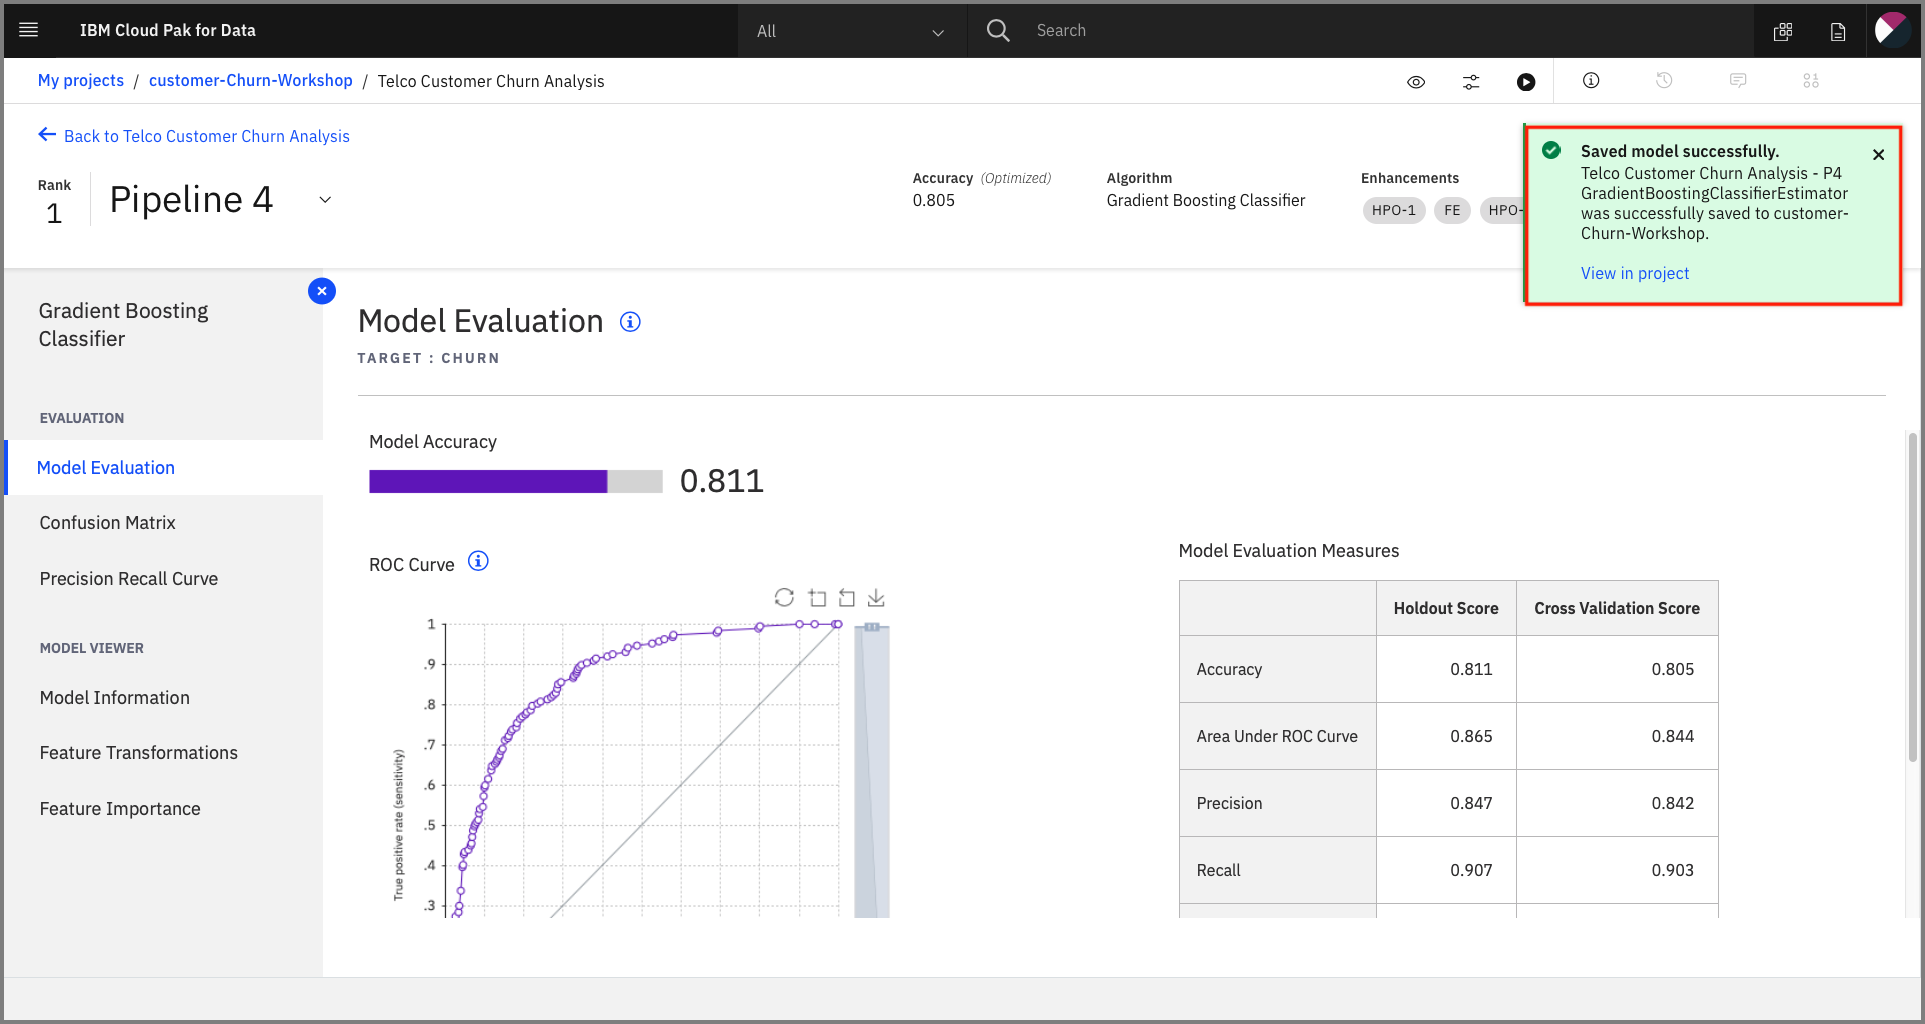 IBM Cloud Pak for Data
All
Search
My projects / customer-Churn-Workshop / Telco Customer Churn Analysis
Back to Telco Customer Churn Analysis
Rank
1
Pipeline 4
Accuracy (Optimized)
0.805
Algorithm
Gradient Boosting Classifier
Enhancements
HPO-1 FE HPO-
Saved model successfully.
Telco Customer Churn Analysis - P4
GradientBoostingClassifierEstimator
was successfully saved to customer-
Churn-Workshop.
View in project
Gradient Boosting
Classifier
EVALUATION
Model Evaluation
Confusion Matrix
Precision Recall Curve
MODEL VIEWER
Model Information
Feature Transformations
Feature Importance
Model Evaluation
TARGET : CHURN
Model Accuracy
0.811
ROC Curve
True positive rate (sensitivity)
1
.9
.8
.7
.6
.5
.4
.3
Model Evaluation Measures
Holdout Score Cross Validation Score
Accuracy 0.811 0.805
Area Under ROC Curve 0.865 0.844
Precision 0.847 0.842
Recall 0.907 0.903